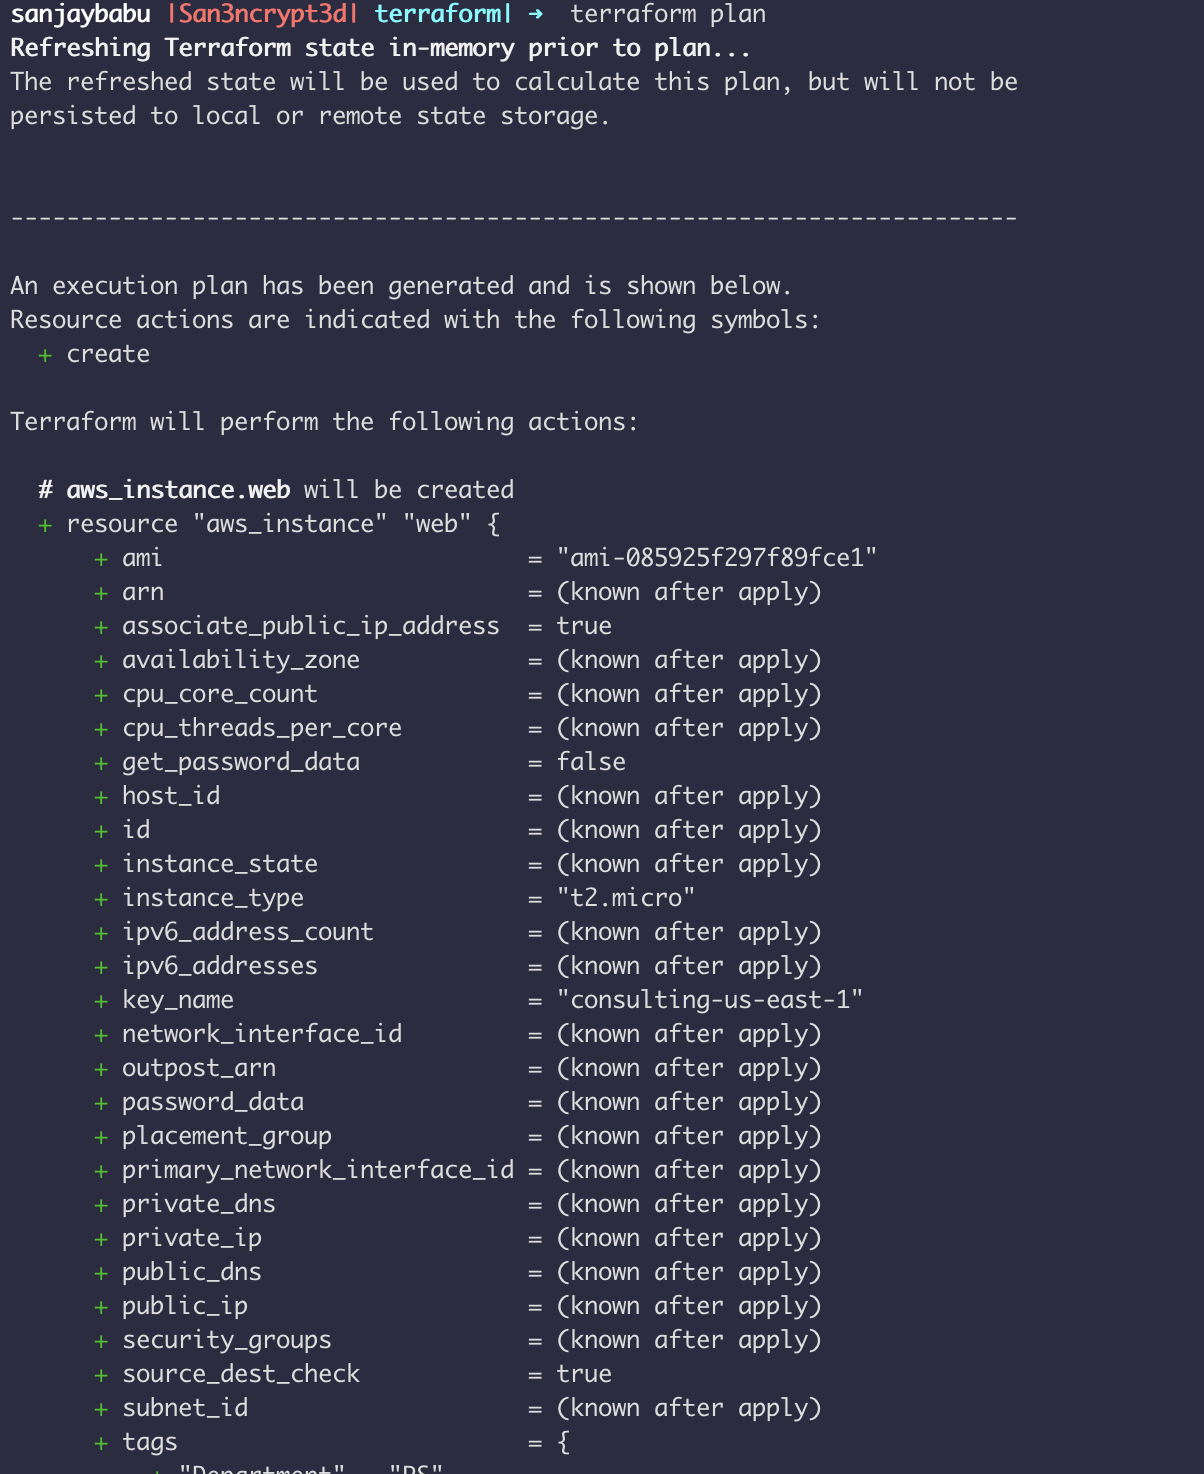 sanjaybabu |San3ncrypt3d| terraform| ➜  terraform plan
Refreshing Terraform state in-memory prior to plan...
The refreshed state will be used to calculate this plan, but will not be
persisted to local or remote state storage.
------------------------------------------------------------------------
An execution plan has been generated and is shown below.
Resource actions are indicated with the following symbols:
  + create
Terraform will perform the following actions:
  # aws_instance.web will be created
  + resource "aws_instance" "web" {
      + ami                          = "ami-085925f297f89fce1"
      + arn                          = (known after apply)
      + associate_public_ip_address  = true
      + availability_zone            = (known after apply)
      + cpu_core_count               = (known after apply)
      + cpu_threads_per_core         = (known after apply)
      + get_password_data            = false
      + host_id                      = (known after apply)
      + id                           = (known after apply)
      + instance_state               = (known after apply)
      + instance_type                = "t2.micro"
      + ipv6_address_count           = (known after apply)
      + ipv6_addresses               = (known after apply)
      + key_name                     = "consulting-us-east-1"
      + network_interface_id         = (known after apply)
      + outpost_arn                  = (known after apply)
      + password_data                = (known after apply)
      + placement_group              = (known after apply)
      + primary_network_interface_id = (known after apply)
      + private_dns                  = (known after apply)
      + private_ip                   = (known after apply)
      + public_dns                   = (known after apply)
      + public_ip                    = (known after apply)
      + security_groups              = (known after apply)
      + source_dest_check            = true
      + subnet_id                    = (known after apply)
      + tags                         = {
          + "Department"